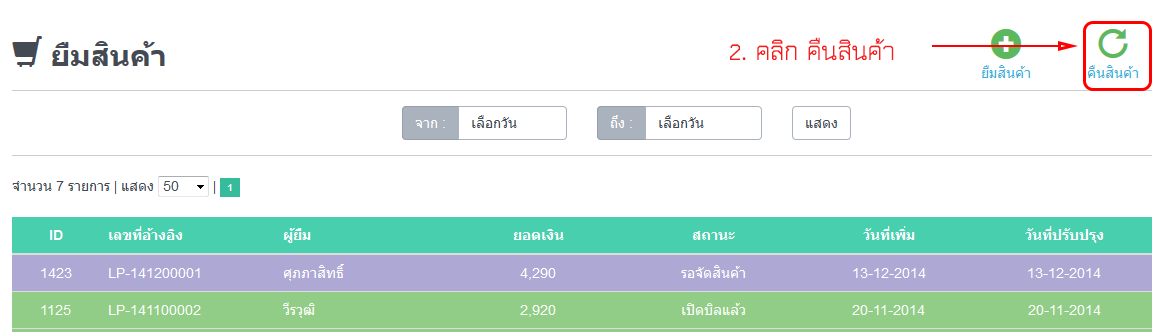 ยืมสินค้า
2. คลิก คืนสินค้า
ยืมสินค้า
คืนสินค้า
จาก : เลือกวัน ถึง : เลือกวัน แสดง
จำนวน 7 รายการ | แสดง 50 | 1
ID เลขที่อ้างอิง ผู้ยืม ยอดเงิน สถานะ วันที่เพิ่ม วันที่ปรับปรุง
1423 LP-141200001 ศุภาสิทธิ์ 4,290 รอจัดสินค้า 13-12-2014 13-12-2014
1125 LP-141100002 วีรวุฒิ 2,920 เปิดบิลแล้ว 20-11-2014 20-11-2014